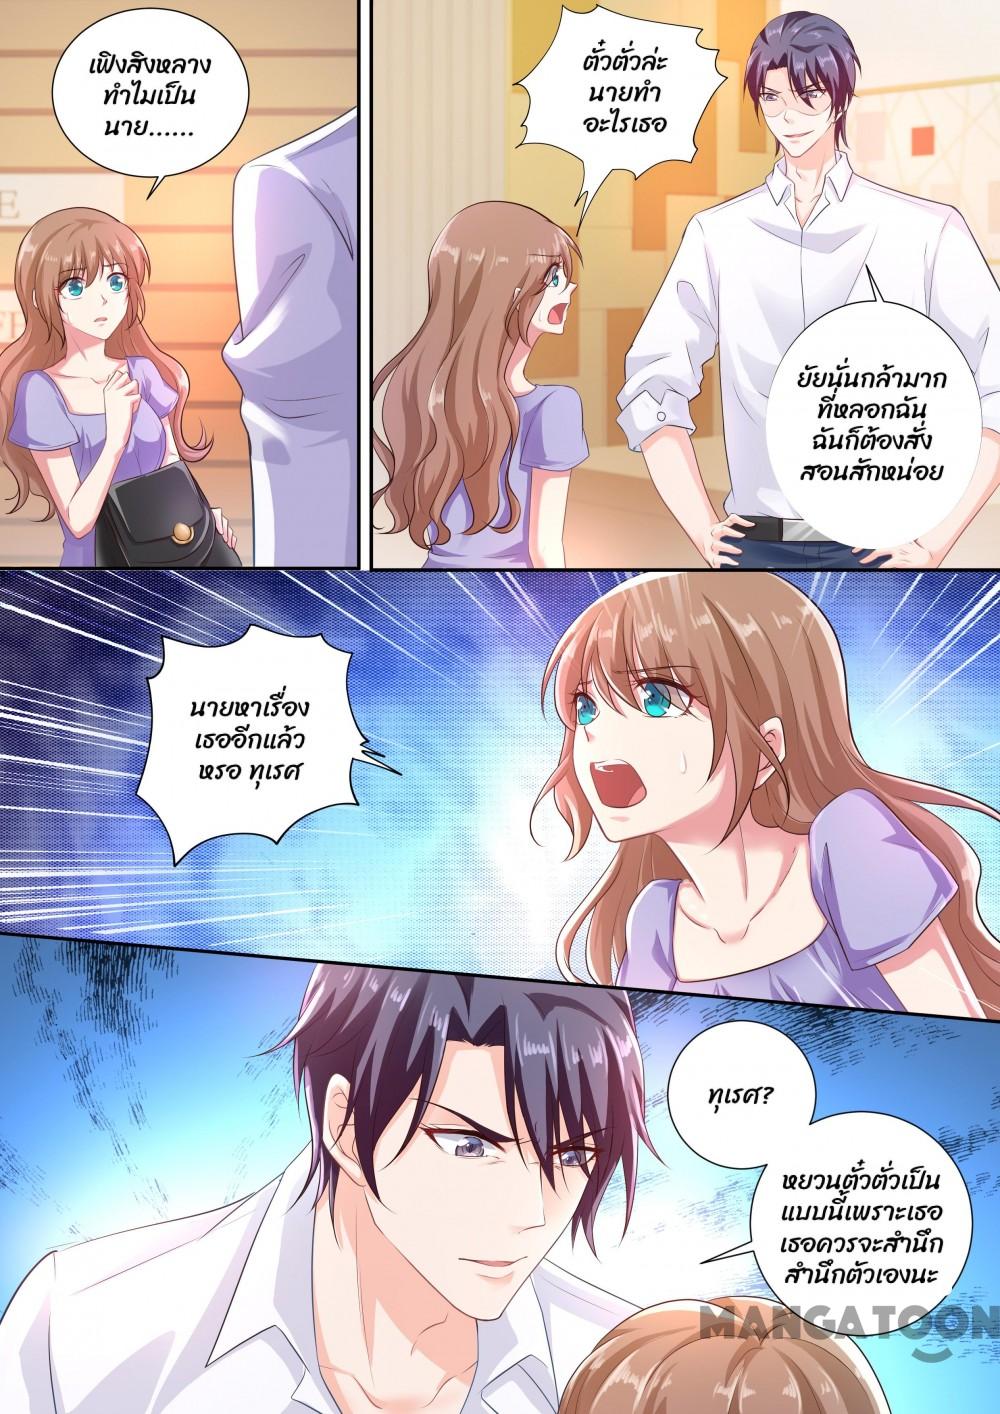 เฟิงสิงหลาง
ทำไมเป็น
นาย......
ตั๋วตั่วล่ะ
นายทำ
อะไรเธอ
ยัยนั่นกล้ามาก
ที่หลอกฉัน
ฉันก็ต้องสั่ง
สอนสักหน่อย
นายหาเรื่อง
เธออีกแล้ว
หรอ ทุเรศ
ทุเรศ?
หยวนตั๋วตั่วเป็น
แบบนี้เพราะเธอ
เธอควรจะสำนึก
สำนึกตัวเองนะ
MANGATOON